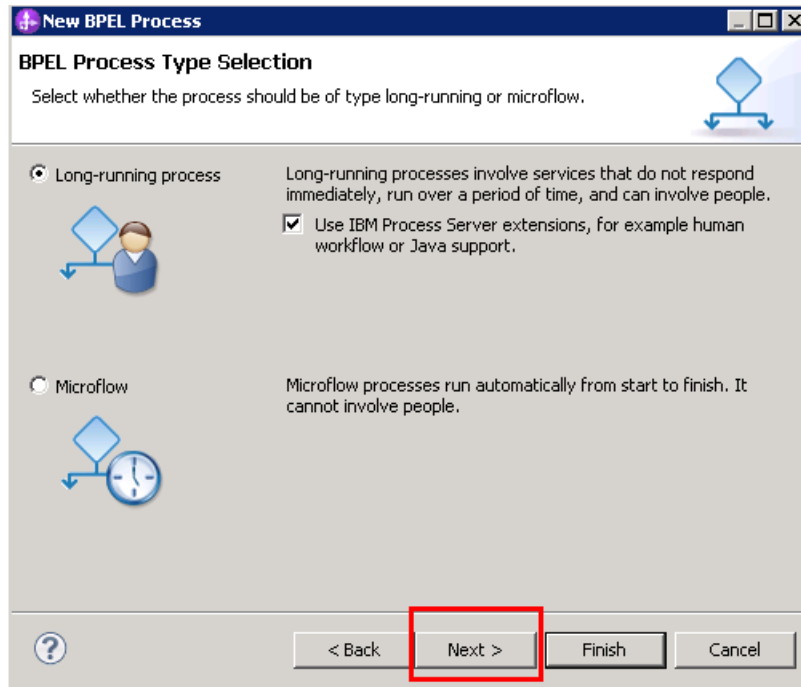 New BPEL Process
BPEL Process Type Selection
Select whether the process should be of type long-running or microflow.
Long-running process
Long-running processes involve services that do not respond
immediately, run over a period of time, and can involve people.
Use IBM Process Server extensions, for example human
workflow or Java support.
Microflow
Microflow processes run automatically from start to finish. It
cannot involve people.
?
< Back
Next >
Finish
Cancel